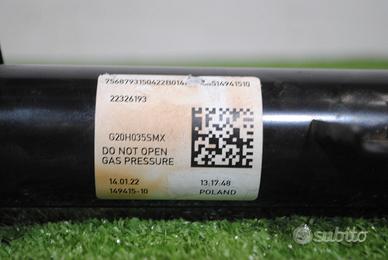 22326193
G20H035SMX
DO NOT OPEN
GAS PRESSURE
14.01.22
13.17.48
149415-10
POLAND
subito